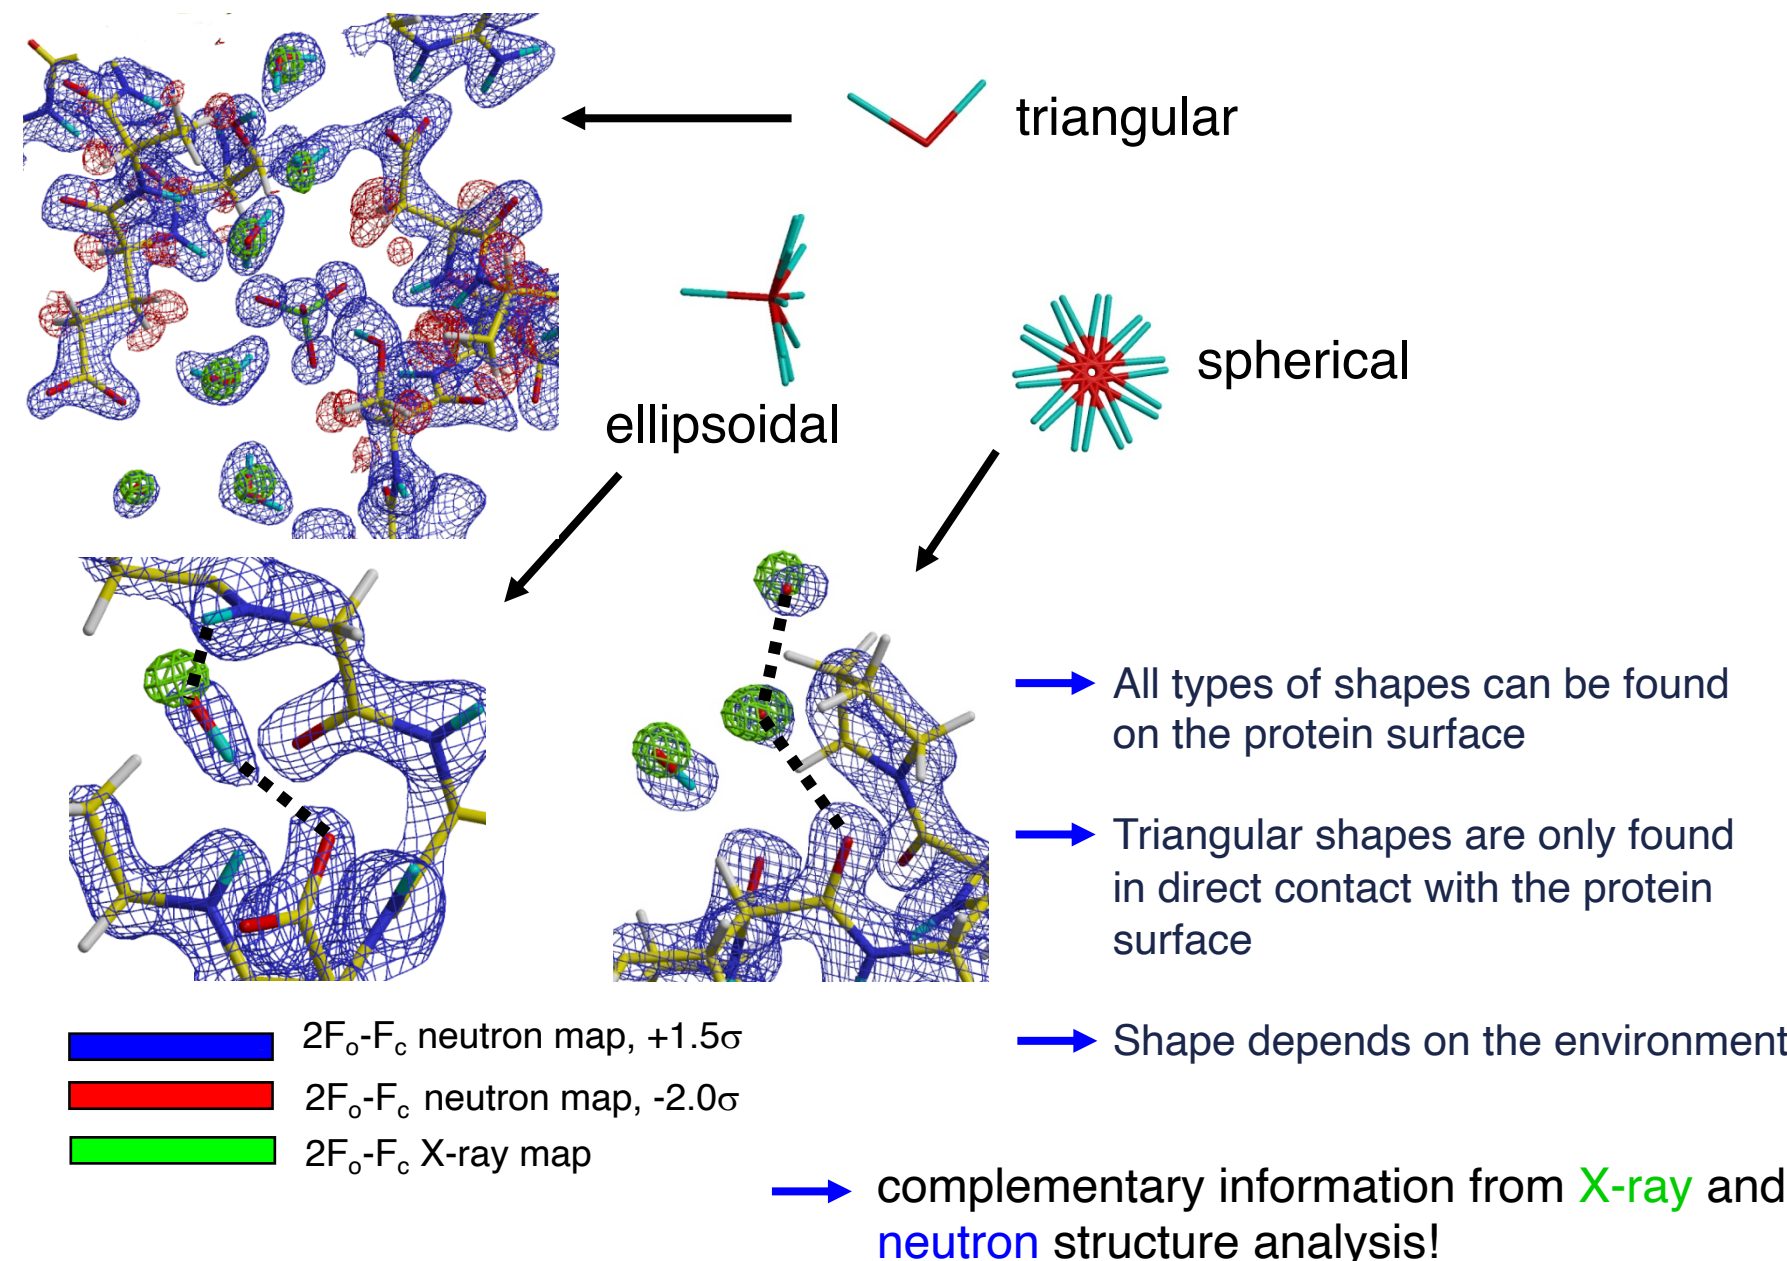 triangular
ellipsoidal
spherical
All types of shapes can be found
on the protein surface
Triangular shapes are only found
in direct contact with the protein
surface
Shape depends on the environment
2Fo-Fc neutron map, +1.5σ
2Fo-Fc neutron map, -2.0σ
2Fo-Fc X-ray map
complementary information from X-ray and
neutron structure analysis!